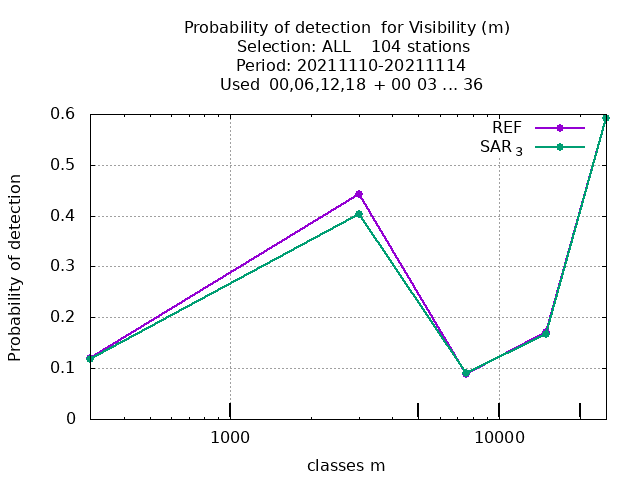 Probability of detection  for Visibility (m)
Selection: ALL    104 stations
Period: 20211110-20211114
Used  00,06,12,18  + 00 03 ... 36
REF
SAR 3
0.6
0.5
0.4
0.3
0.2
0.1
0
Probability of detection
1000
10000
classes m